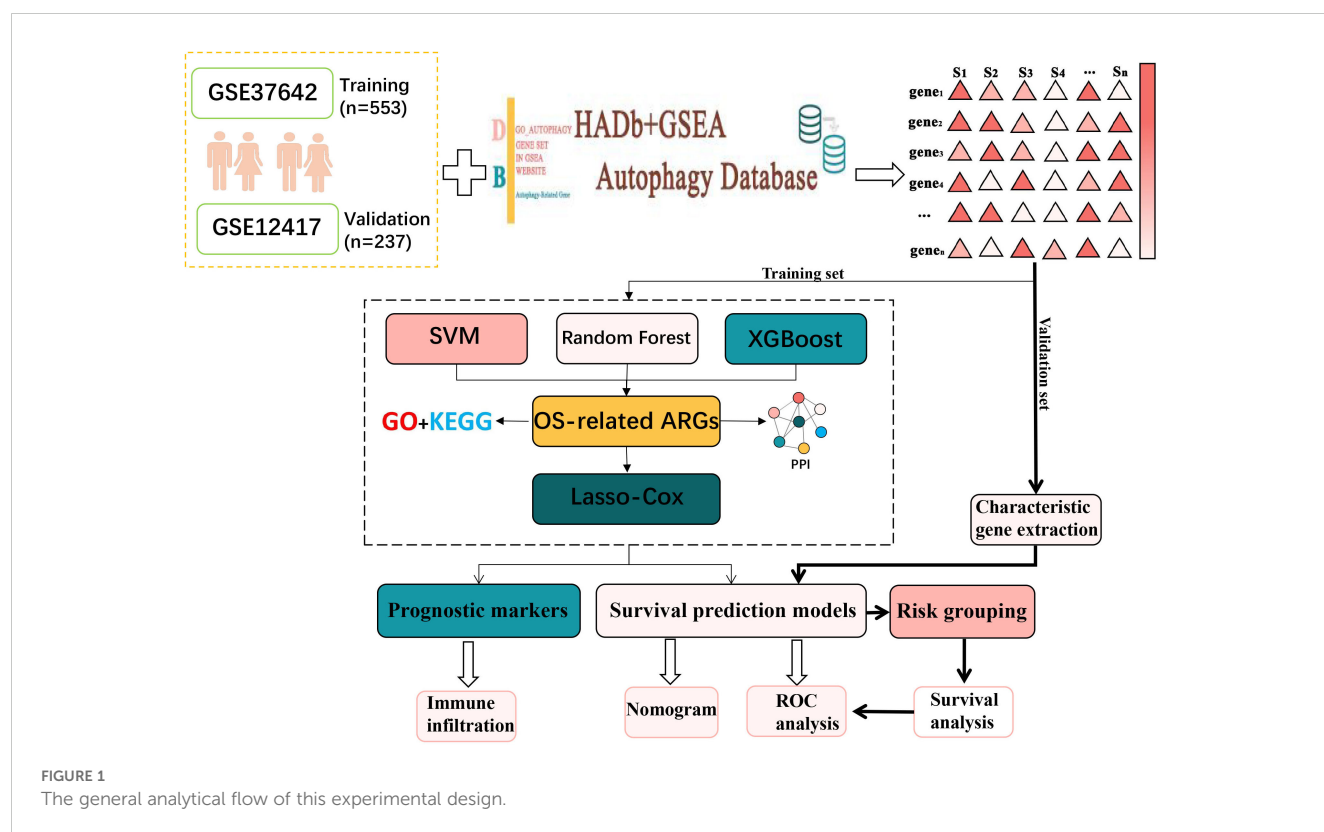 GSE37642
Training
(n=553)
GSE12417
Validation
(n=237)
D
B
GO_AUTOPHAGY
GENE SET
IN GSEA
WEBSITE
Autophagy-Related Gene
HADb+GSEA
Autophagy Database
S1 S2 S3 S4 ... Sn
gene1
gene2
gene3
gene4
...
genen
Training set
Validation set
SVM
Random Forest
XGBoost
GO+KEGG
OS-related ARGs
PPI
Lasso-Cox
Characteristic
gene extraction
Prognostic markers
Survival prediction models
Risk grouping
Immune
infiltration
Nomogram
ROC
analysis
Survival
analysis
FIGURE 1
The general analytical flow of this experimental design.